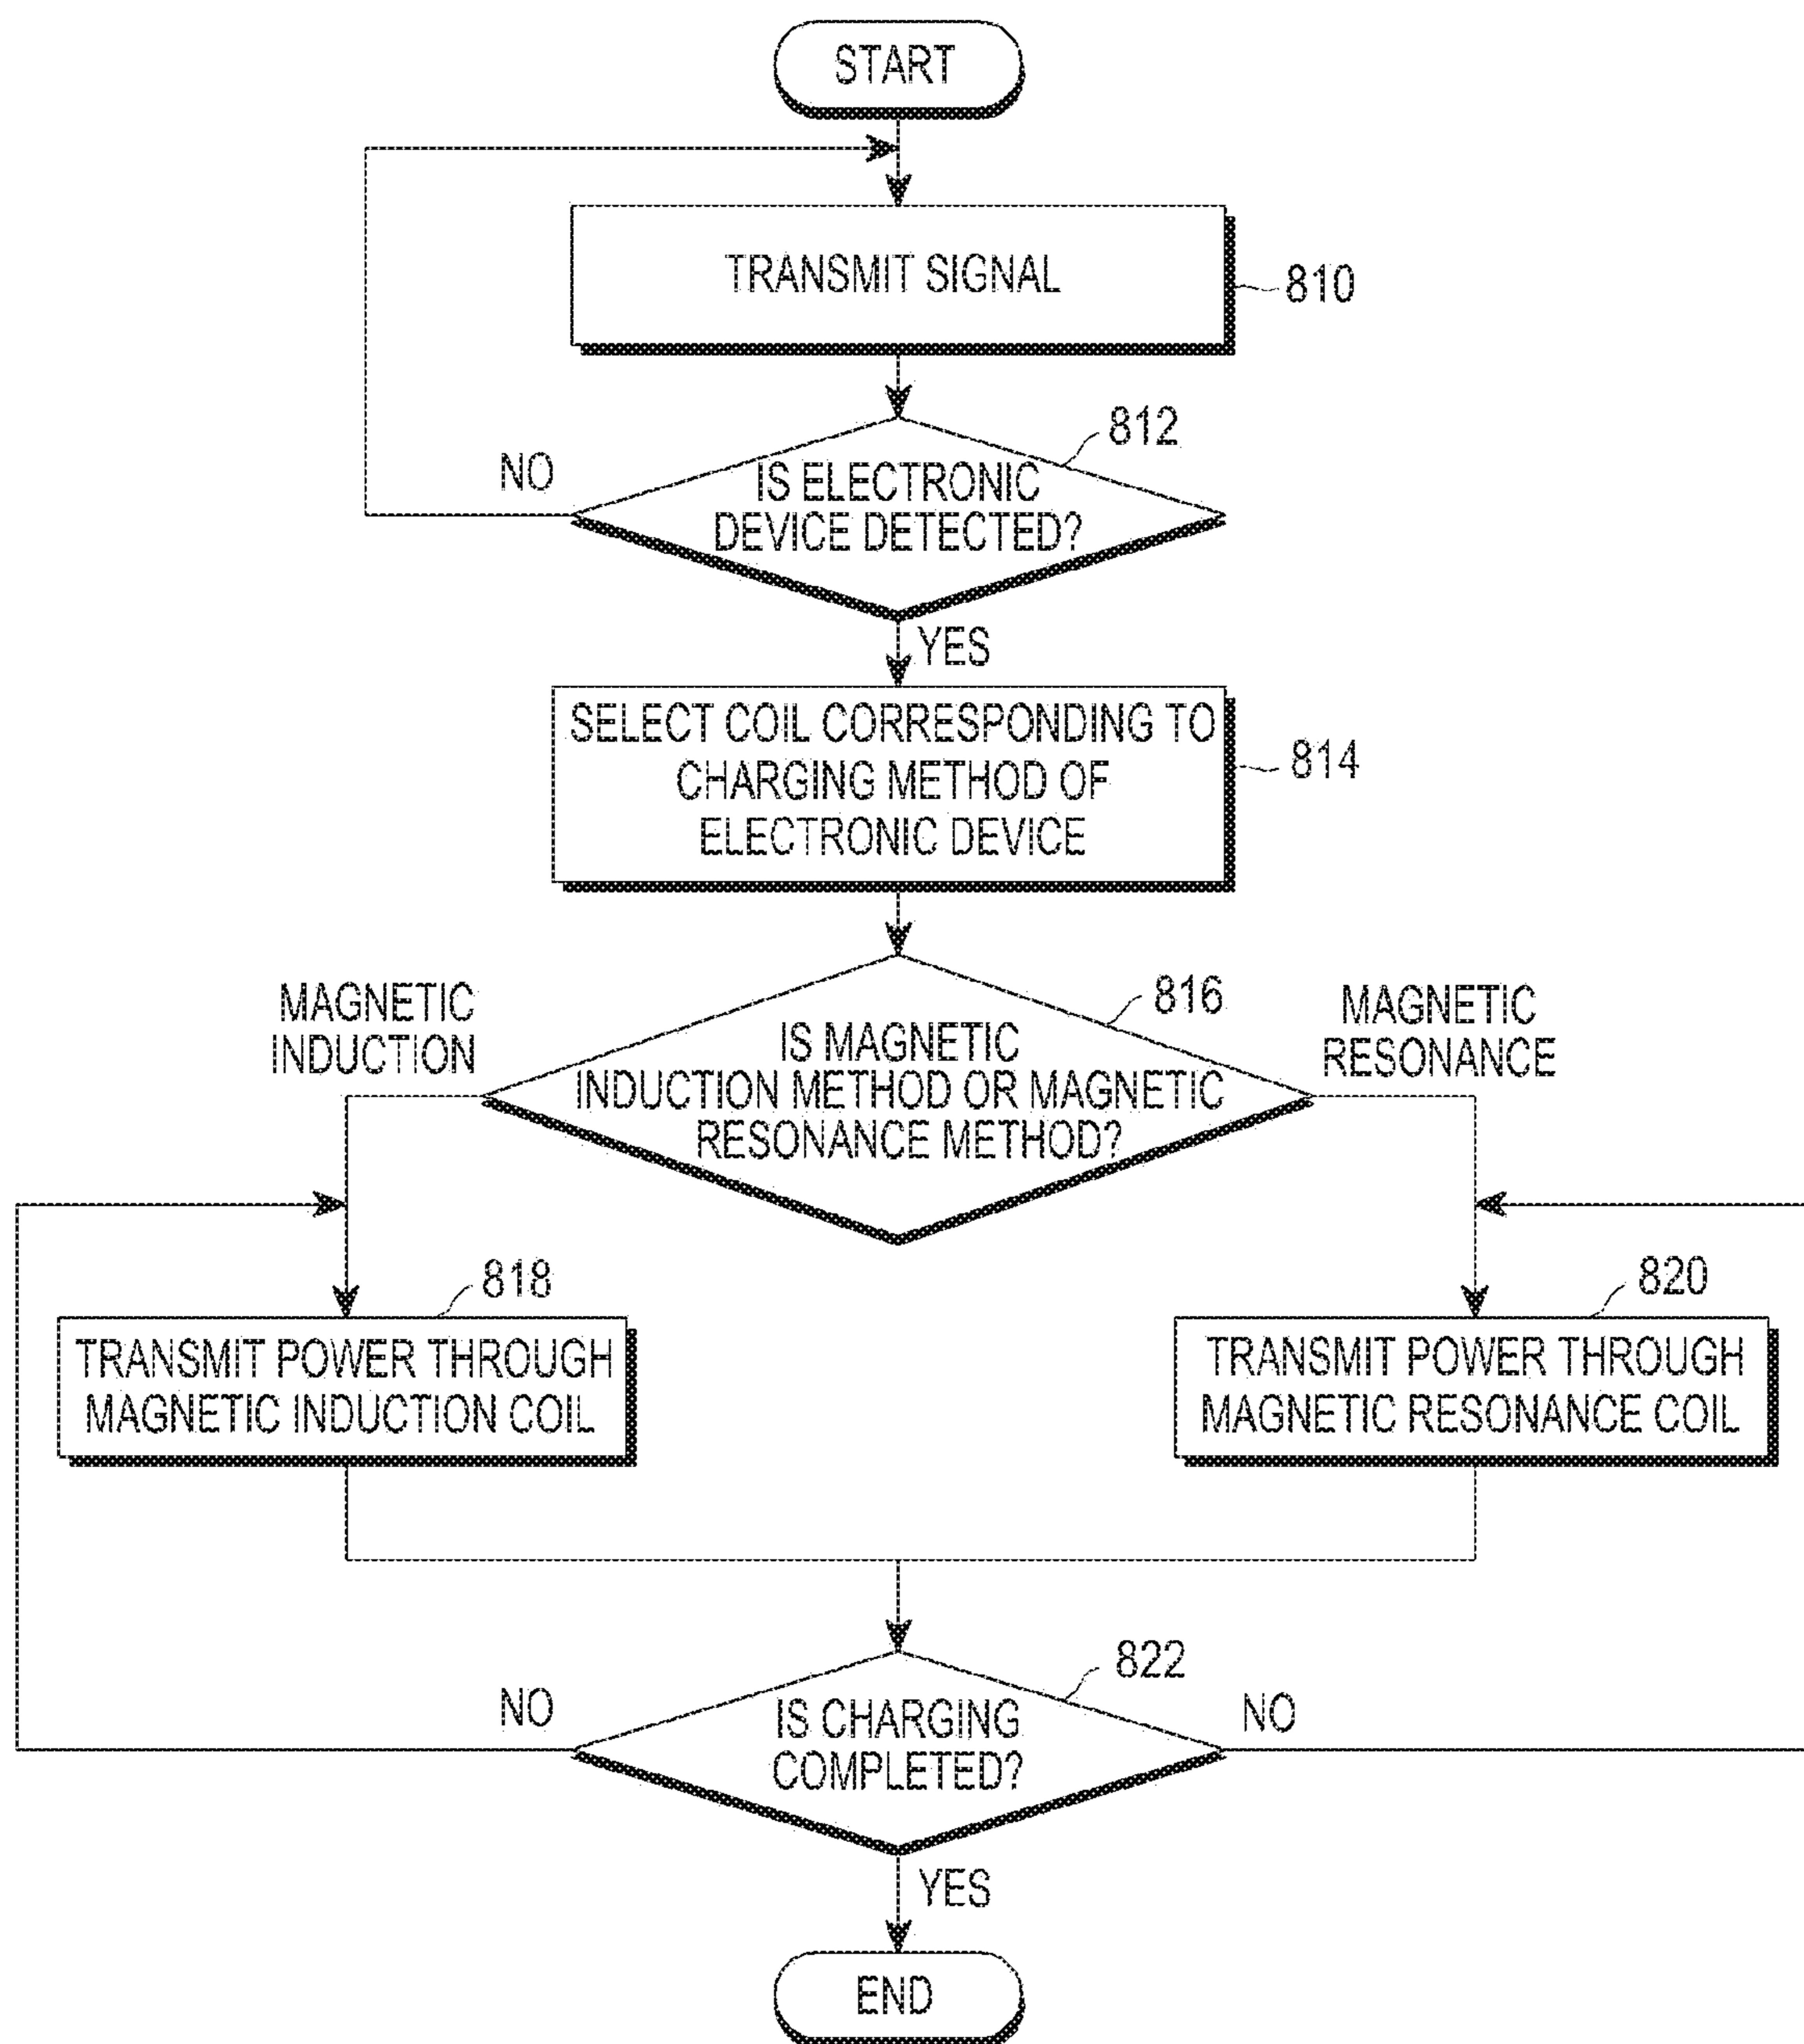 START
TRANSMIT SIGNAL
810
812
NO
IS ELECTRONIC
DEVICE DETECTED?
YES
SELECT COIL CORRESPONDING TO
CHARGING METHOD OF
ELECTRONIC DEVICE
814
MAGNETIC
INDUCTION
816
IS MAGNETIC
INDUCTION METHOD OR MAGNETIC
RESONANCE METHOD?
MAGNETIC
RESONANCE
818
TRANSMIT POWER THROUGH
MAGNETIC INDUCTION COIL
820
TRANSMIT POWER THROUGH
MAGNETIC RESONANCE COIL
822
NO
IS CHARGING
COMPLETED?
NO
YES
END